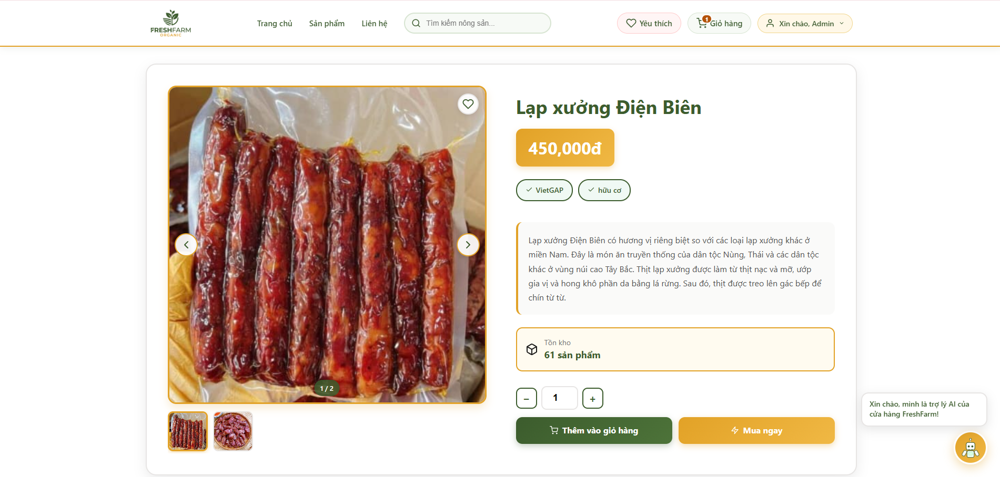 FRESHFARM
ORGANIC
Trang chủ
Sản phẩm
Liên hệ
Tìm kiếm nông sản...
Yêu thích
1
Giỏ hàng
Xin chào, Admin
Lạp xưởng Điện Biên
450,000đ
VietGAP
hữu cơ
Lạp xưởng Điện Biên có hương vị riêng biệt so với các loại lạp xưởng khác ở
miền Nam. Đây là món ăn truyền thống của dân tộc Nùng, Thái và các dân tộc
khác ở vùng núi cao Tây Bắc. Thịt lạp xưởng được làm từ thịt nạc và mỡ, ướp
gia vị và hong khô phần da bằng lá rừng. Sau đó, thịt được treo lên gác bếp để
chín từ từ.
Tồn kho
61 sản phẩm
1 / 2
− 1 +
Thêm vào giỏ hàng
Mua ngay
Xin chào, mình là trợ lý AI của
cửa hàng FreshFarm!